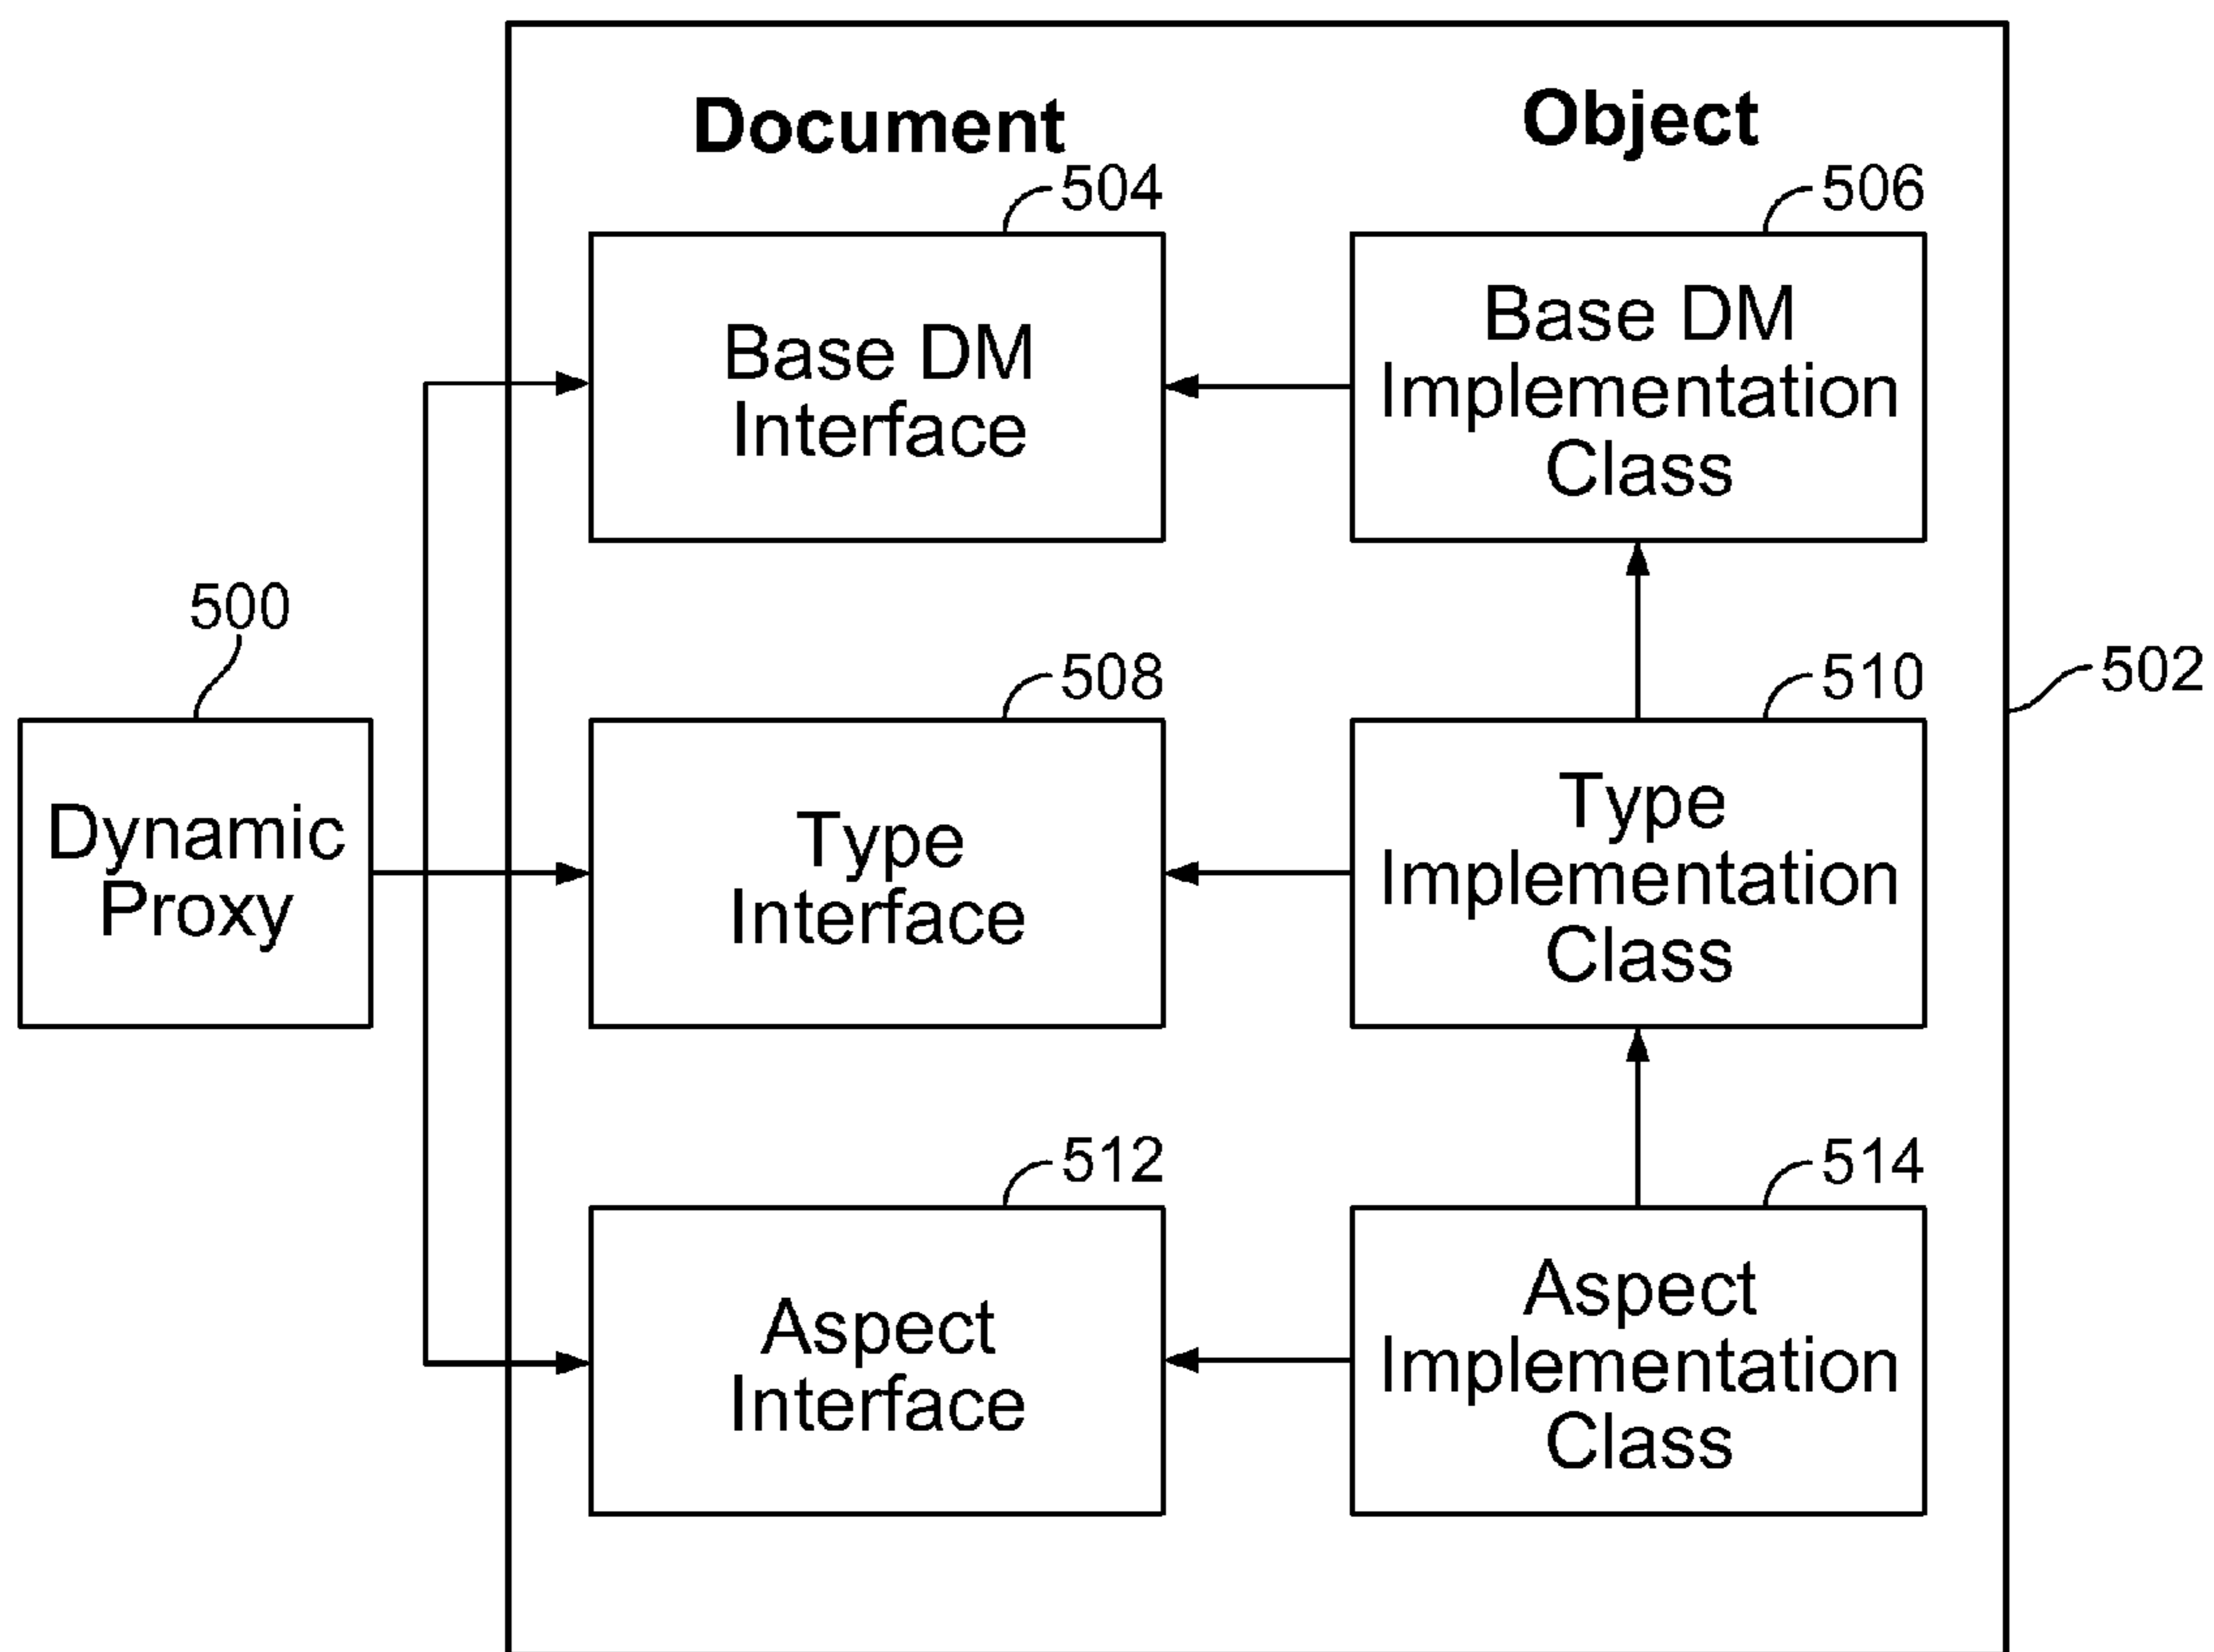 Document
Object
504
506
Base DM
Interface
Base DM
Implementation
Class
500
508
510
502
Dynamic
Proxy
Type
Interface
Type
Implementation
Class
512
514
Aspect
Interface
Aspect
Implementation
Class